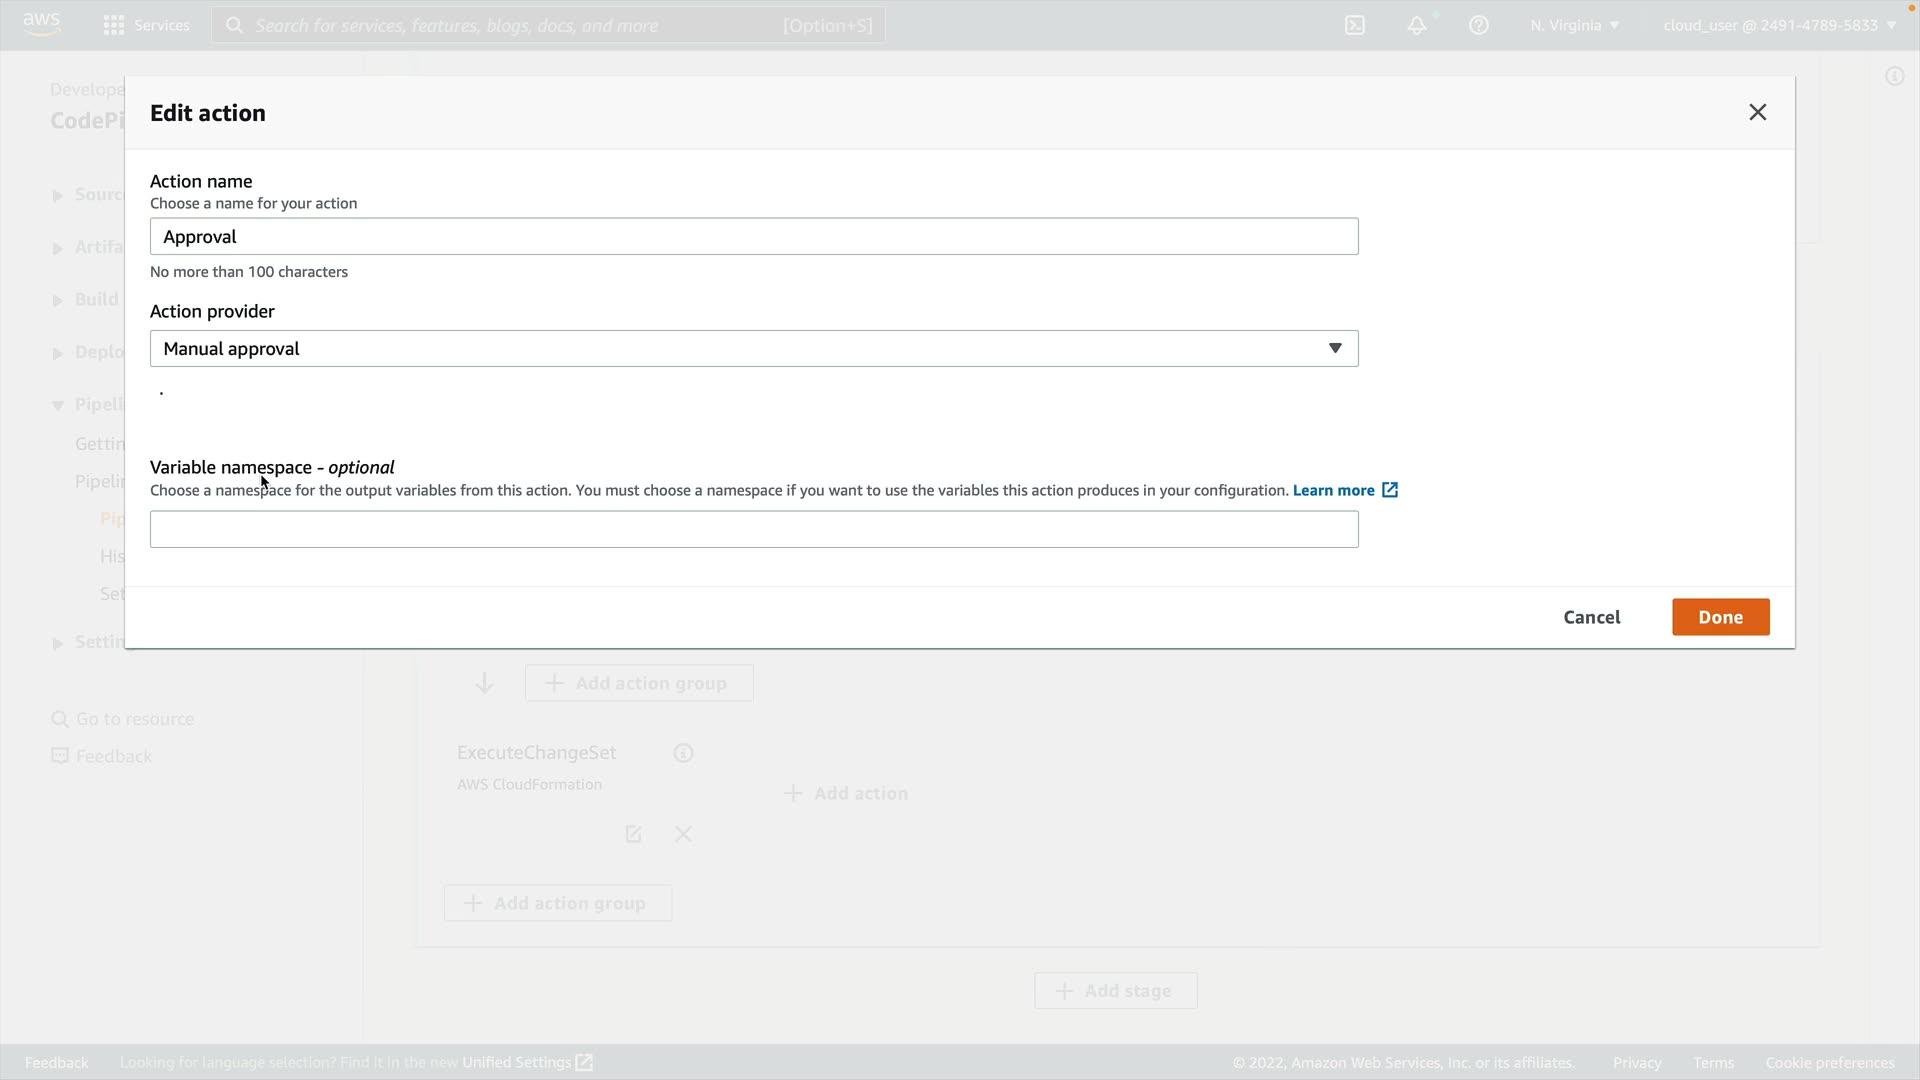 aws
Services
Search for services, features, blogs, docs, and more
[Option+S]
N. Virginia
cloud_user @ 2491-4789-5833
Develope
CodePi
Edit action
Action name
Choose a name for your action
Approval
No more than 100 characters
Action provider
Manual approval
.
Variable namespace - optional
Choose a namespace for the output variables from this action. You must choose a namespace if you want to use the variables this action produces in your configuration. Learn more
Cancel
Done
Sourc
Artifa
Build
Deplo
Pipeli
Gettin
Pipelin
Pip
His
Set
Settin
Go to resource
Feedback
Add action group
ExecuteChangeSet
AWS CloudFormation
Add action
Add action group
Add stage
Feedback
Looking for language selection? Find it in the new Unified Settings
© 2022, Amazon Web Services, Inc. or its affiliates.
Privacy
Terms
Cookie preferences